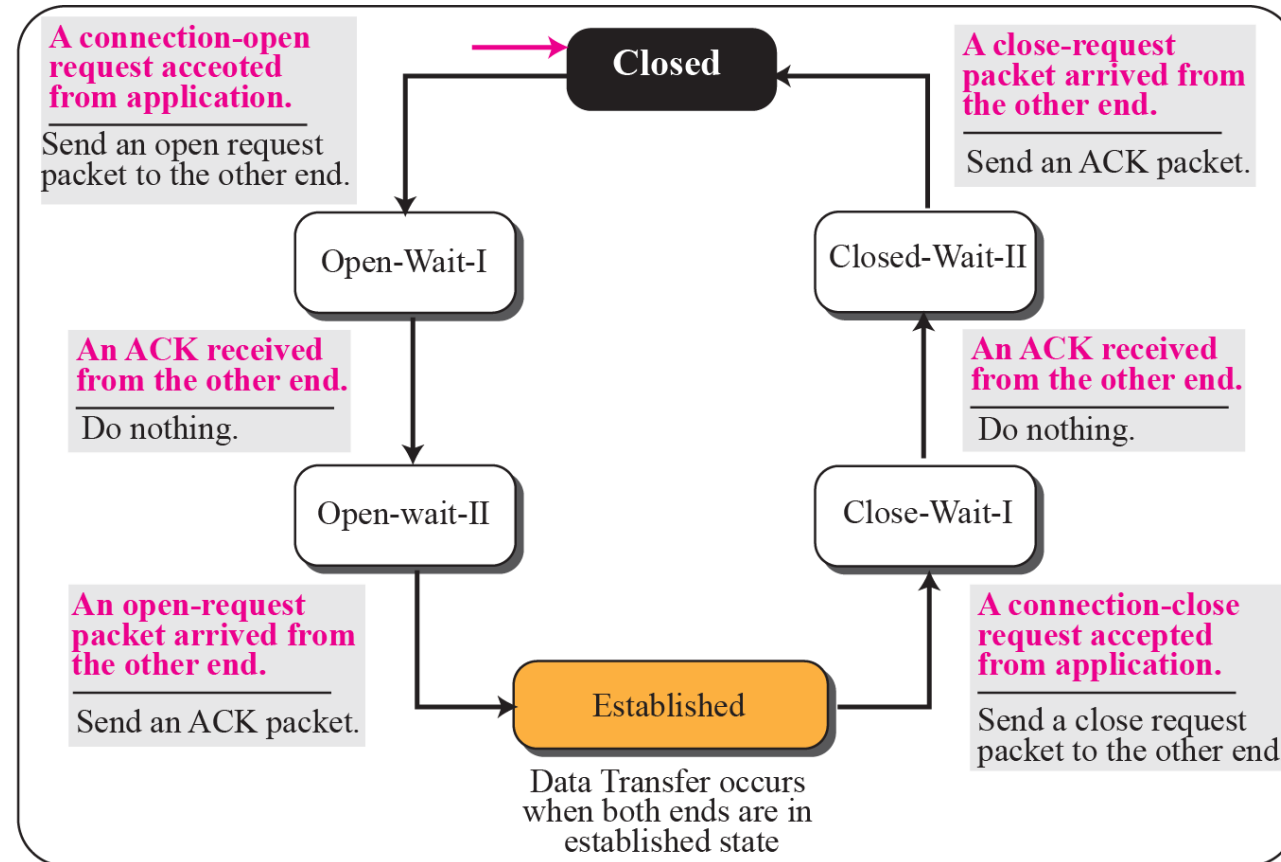 A connection-open
request acceoted
from application.
Send an open request
packet to the other end.
Closed
A close-request
packet arrived from
the other end.
Send an ACK packet.
Open-Wait-I
Closed-Wait-II
An ACK received
from the other end.
Do nothing.
An ACK received
from the other end.
Do nothing.
Open-wait-II
Close-Wait-I
An open-request
packet arrived from
the other end.
Send an ACK packet.
Established
Data Transfer occurs
when both ends are in
established state
A connection-close
request accepted
from application.
Send a close request
packet to the other end